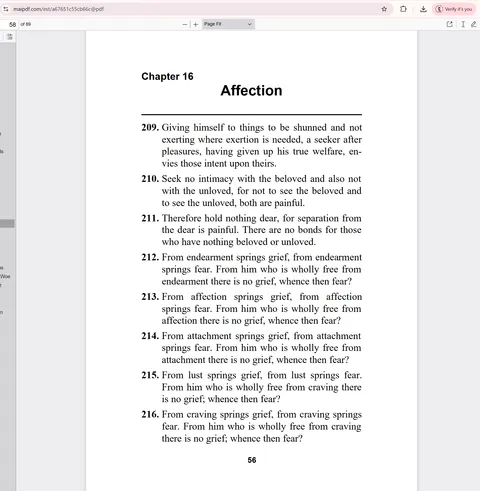 maipdf.com/est/a67651c55cb66c@pdf
Verify it's you
58 of 89
Page Fit
Chapter 16
Affection
209. Giving himself to things to be shunned and not
exerting where exertion is needed, a seeker after
pleasures, having given up his true welfare, en-
vies those intent upon theirs.
210. Seek no intimacy with the beloved and also not
with the unloved, for not to see the beloved and
to see the unloved, both are painful.
211. Therefore hold nothing dear, for separation from
the dear is painful. There are no bonds for those
who have nothing beloved or unloved.
212. From endearment springs grief, from endearment
springs fear. From him who is wholly free from
endearment there is no grief, whence then fear?
213. From affection springs grief, from affection
springs fear. From him who is wholly free from
affection there is no grief, whence then fear?
214. From attachment springs grief, from attachment
springs fear. From him who is wholly free from
attachment there is no grief, whence then fear?
215. From lust springs grief, from lust springs fear.
From him who is wholly free from craving there
is no grief; whence then fear?
216. From craving springs grief, from craving springs
fear. From him who is wholly free from craving
there is no grief; whence then fear?
56